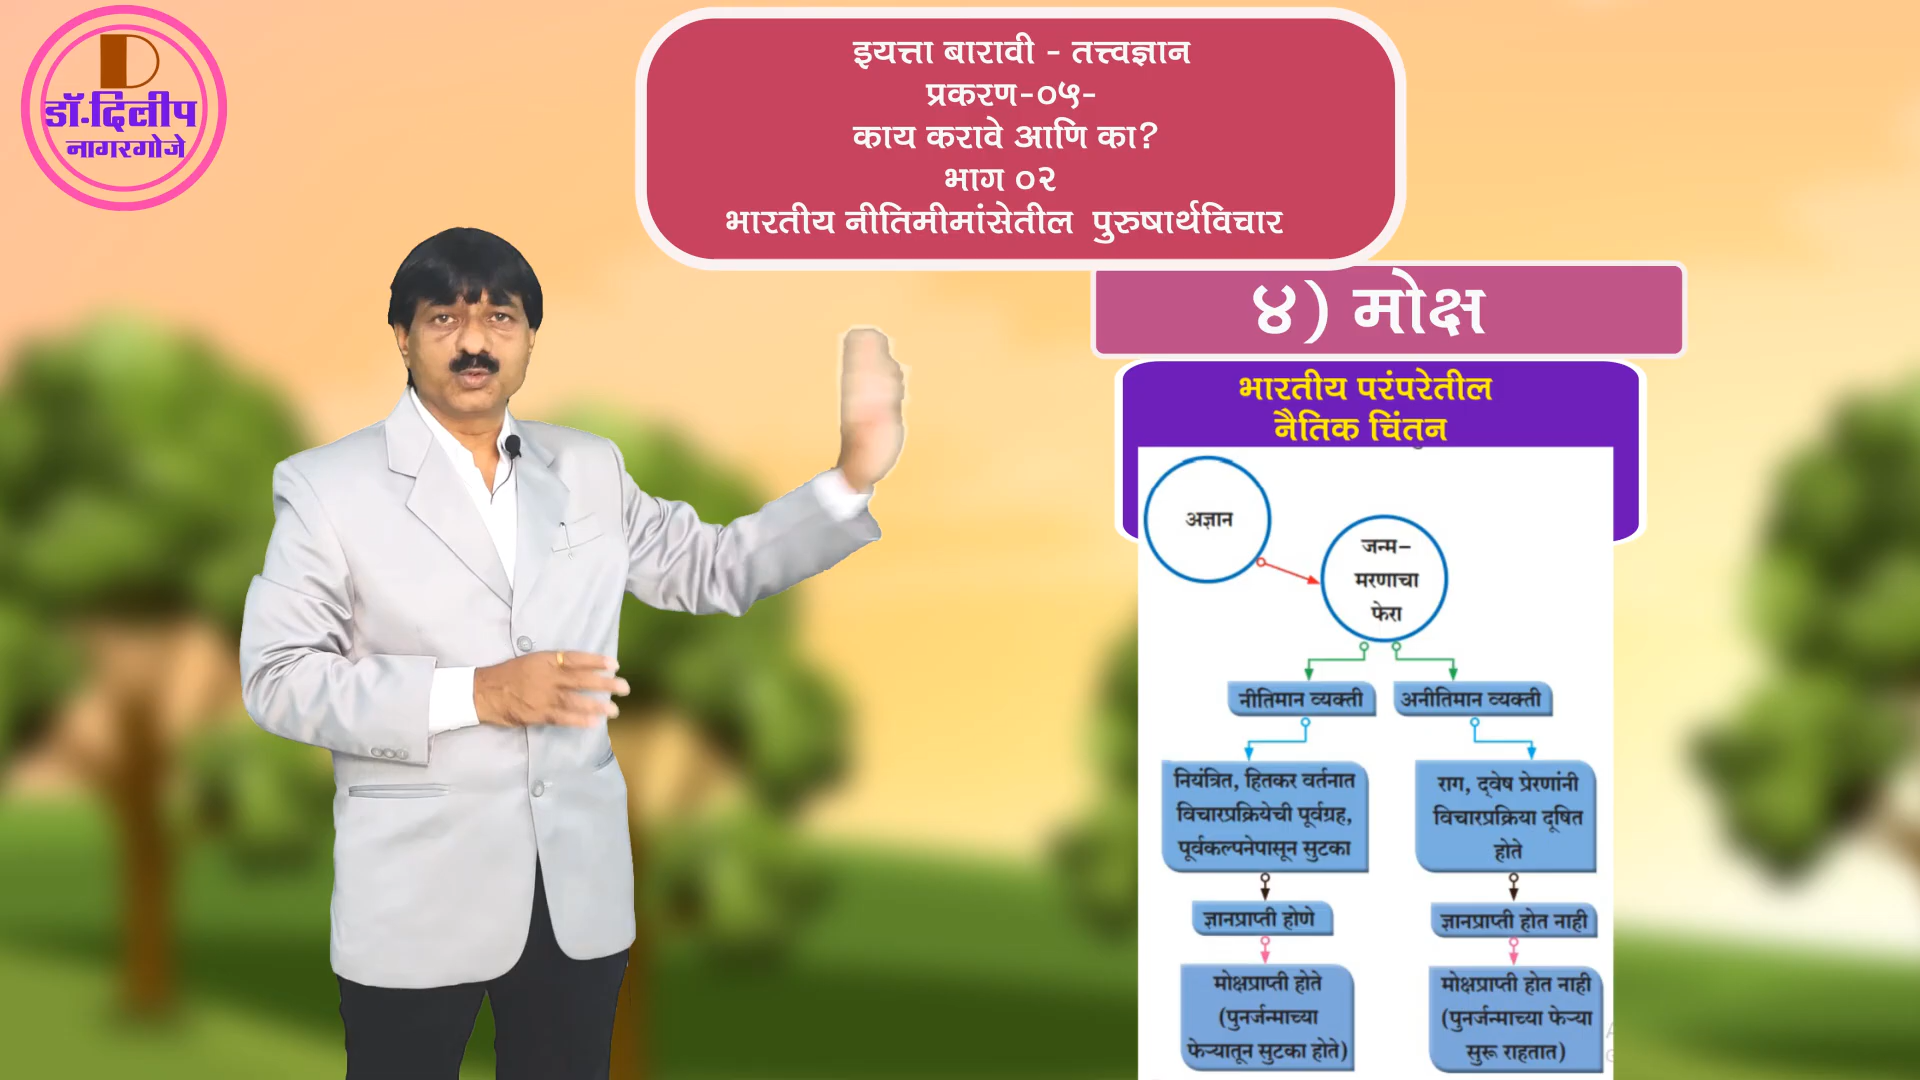 D
डॉ.दिलीप
नागरगोजे
इयत्ता बारावी - तत्त्वज्ञान
प्रकरण-०५-
काय करावे आणि का?
भाग ०२
भारतीय नीतिमीमांसेतील पुरुषार्थविचार
४) मोक्ष
भारतीय परंपरेतील
नैतिक चिंतन
अज्ञान
जन्म–
मरणाचा
फेरा
नीतिमान व्यक्ती
अनीतिमान व्यक्ती
नियंत्रित, हितकर वर्तनात
विचारप्रक्रियेची पूर्वग्रह,
पूर्वकल्पनेपासून सुटका
राग, द्वेष प्रेरणांनी
विचारप्रक्रिया दूषित
होते
ज्ञानप्राप्ती होणे
ज्ञानप्राप्ती होत नाही
मोक्षप्राप्ती होते
(पुनर्जन्माच्या
फेऱ्यातून सुटका होते)
मोक्षप्राप्ती होत नाही
(पुनर्जन्माच्या फेऱ्या
सुरू राहतात)